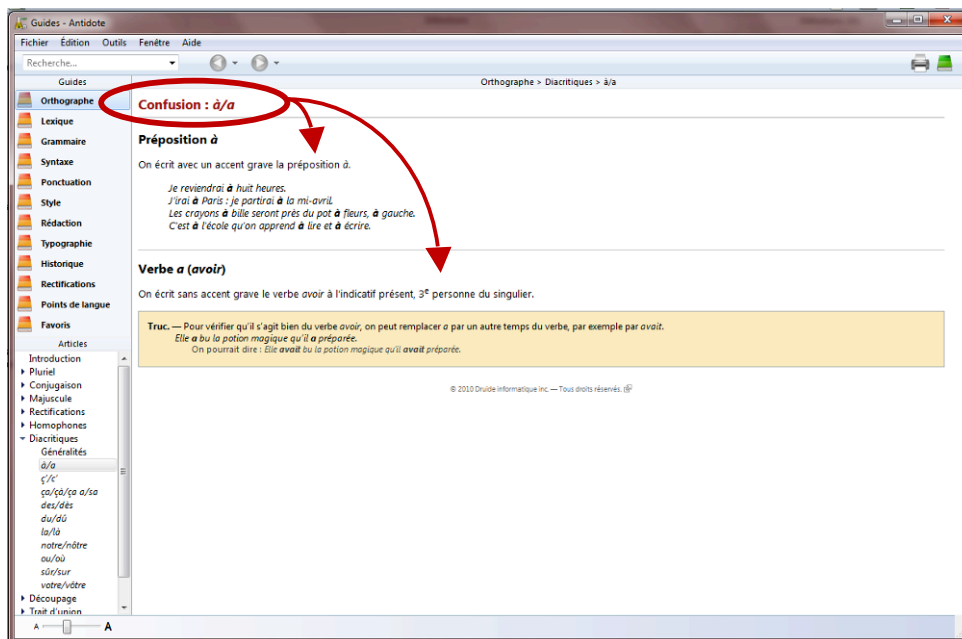 Guides - Antidote
Fichier Édition Outils Fenêtre Aide
Recherche...
Guides
Orthographe > Diacritiques > à/a
Orthographe
Lexique
Grammaire
Syntaxe
Ponctuation
Style
Rédaction
Typographie
Historique
Rectifications
Points de langue
Favoris
Articles
Introduction
Pluriel
Conjugaison
Majuscule
Rectifications
Homophones
Diacritiques
Généralités
à/a
ç'/c'
ça/çà/ça a/sa
des/dès
du/dû
la/là
notre/nôtre
ou/où
sûr/sur
votre/vôtre
Découpage
Trait d'union
A A
Confusion : à/a
Préposition à
On écrit avec un accent grave la préposition à.
Je reviendrai à huit heures.
J'irai à Paris : je partirai à la mi-avril.
Les crayons à bille seront près du pot à fleurs, à gauche.
C'est à l'école qu'on apprend à lire et à écrire.
Verbe a (avoir)
On écrit sans accent grave le verbe avoir à l'indicatif présent, 3e personne du singulier.
Truc. — Pour vérifier qu'il s'agit bien du verbe avoir, on peut remplacer a par un autre temps du verbe, par exemple par avait.
Elle a bu la potion magique qu'il a préparée.
On pourrait dire : Elle avait bu la potion magique qu'il avait préparée.
© 2010 Druide informatique inc. — Tous droits réservés.